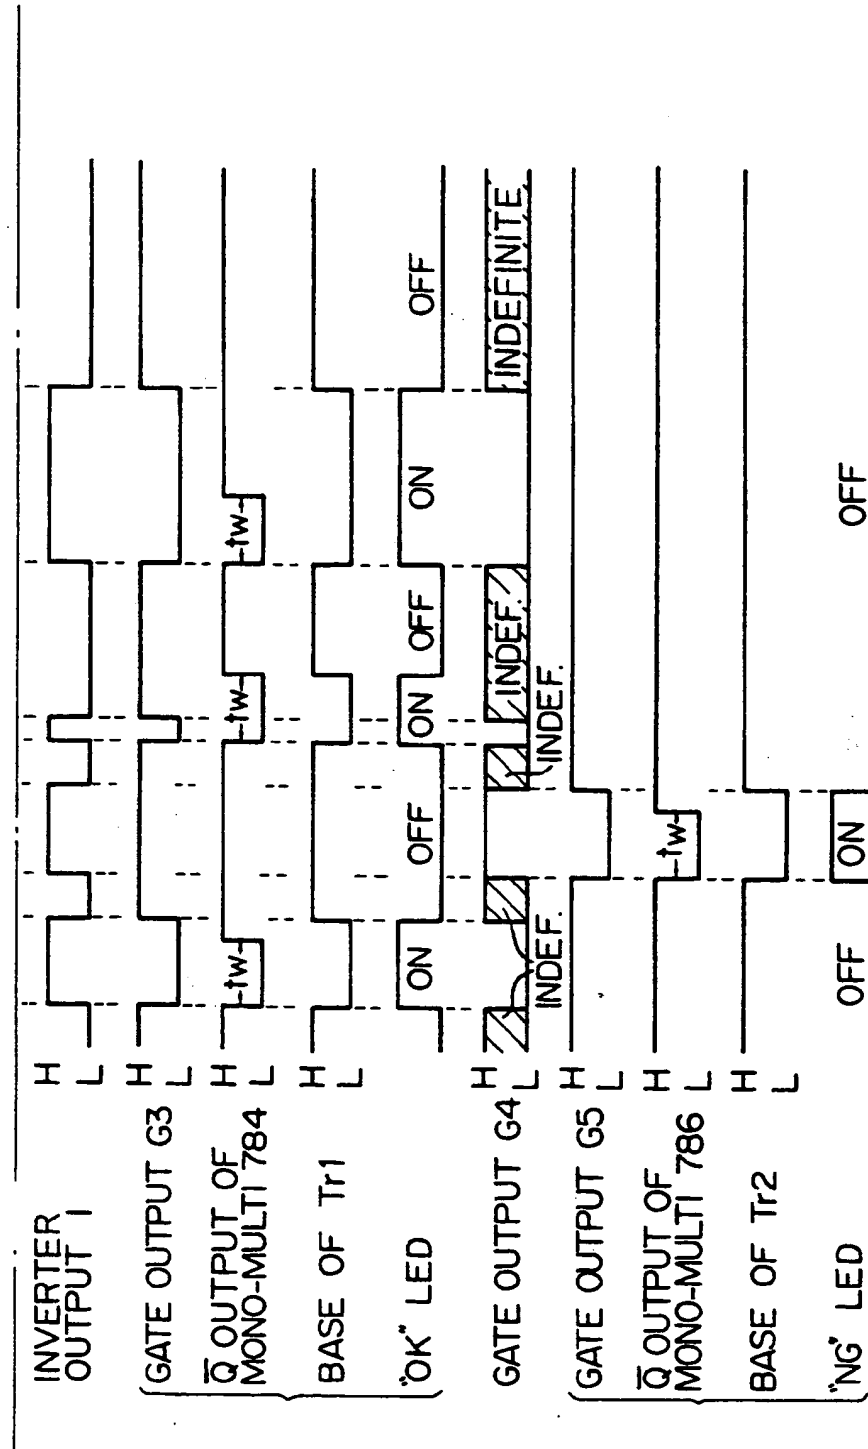 INVERTER
OUTPUT I
H
L
GATE OUTPUT G3
H
L
Q̅ OUTPUT OF
MONO-MULTI 784
H
L
tw
tw
tw
BASE OF Tr1
H
L
"OK" LED
ON
OFF
ON
OFF
ON
OFF
GATE OUTPUT G4
H
L
INDEF.
INDEF.
INDEF.
INDEFINITE
GATE OUTPUT G5
H
L
Q̅ OUTPUT OF
MONO-MULTI 786
H
L
tw
BASE OF Tr2
H
L
"NG" LED
OFF
ON
OFF